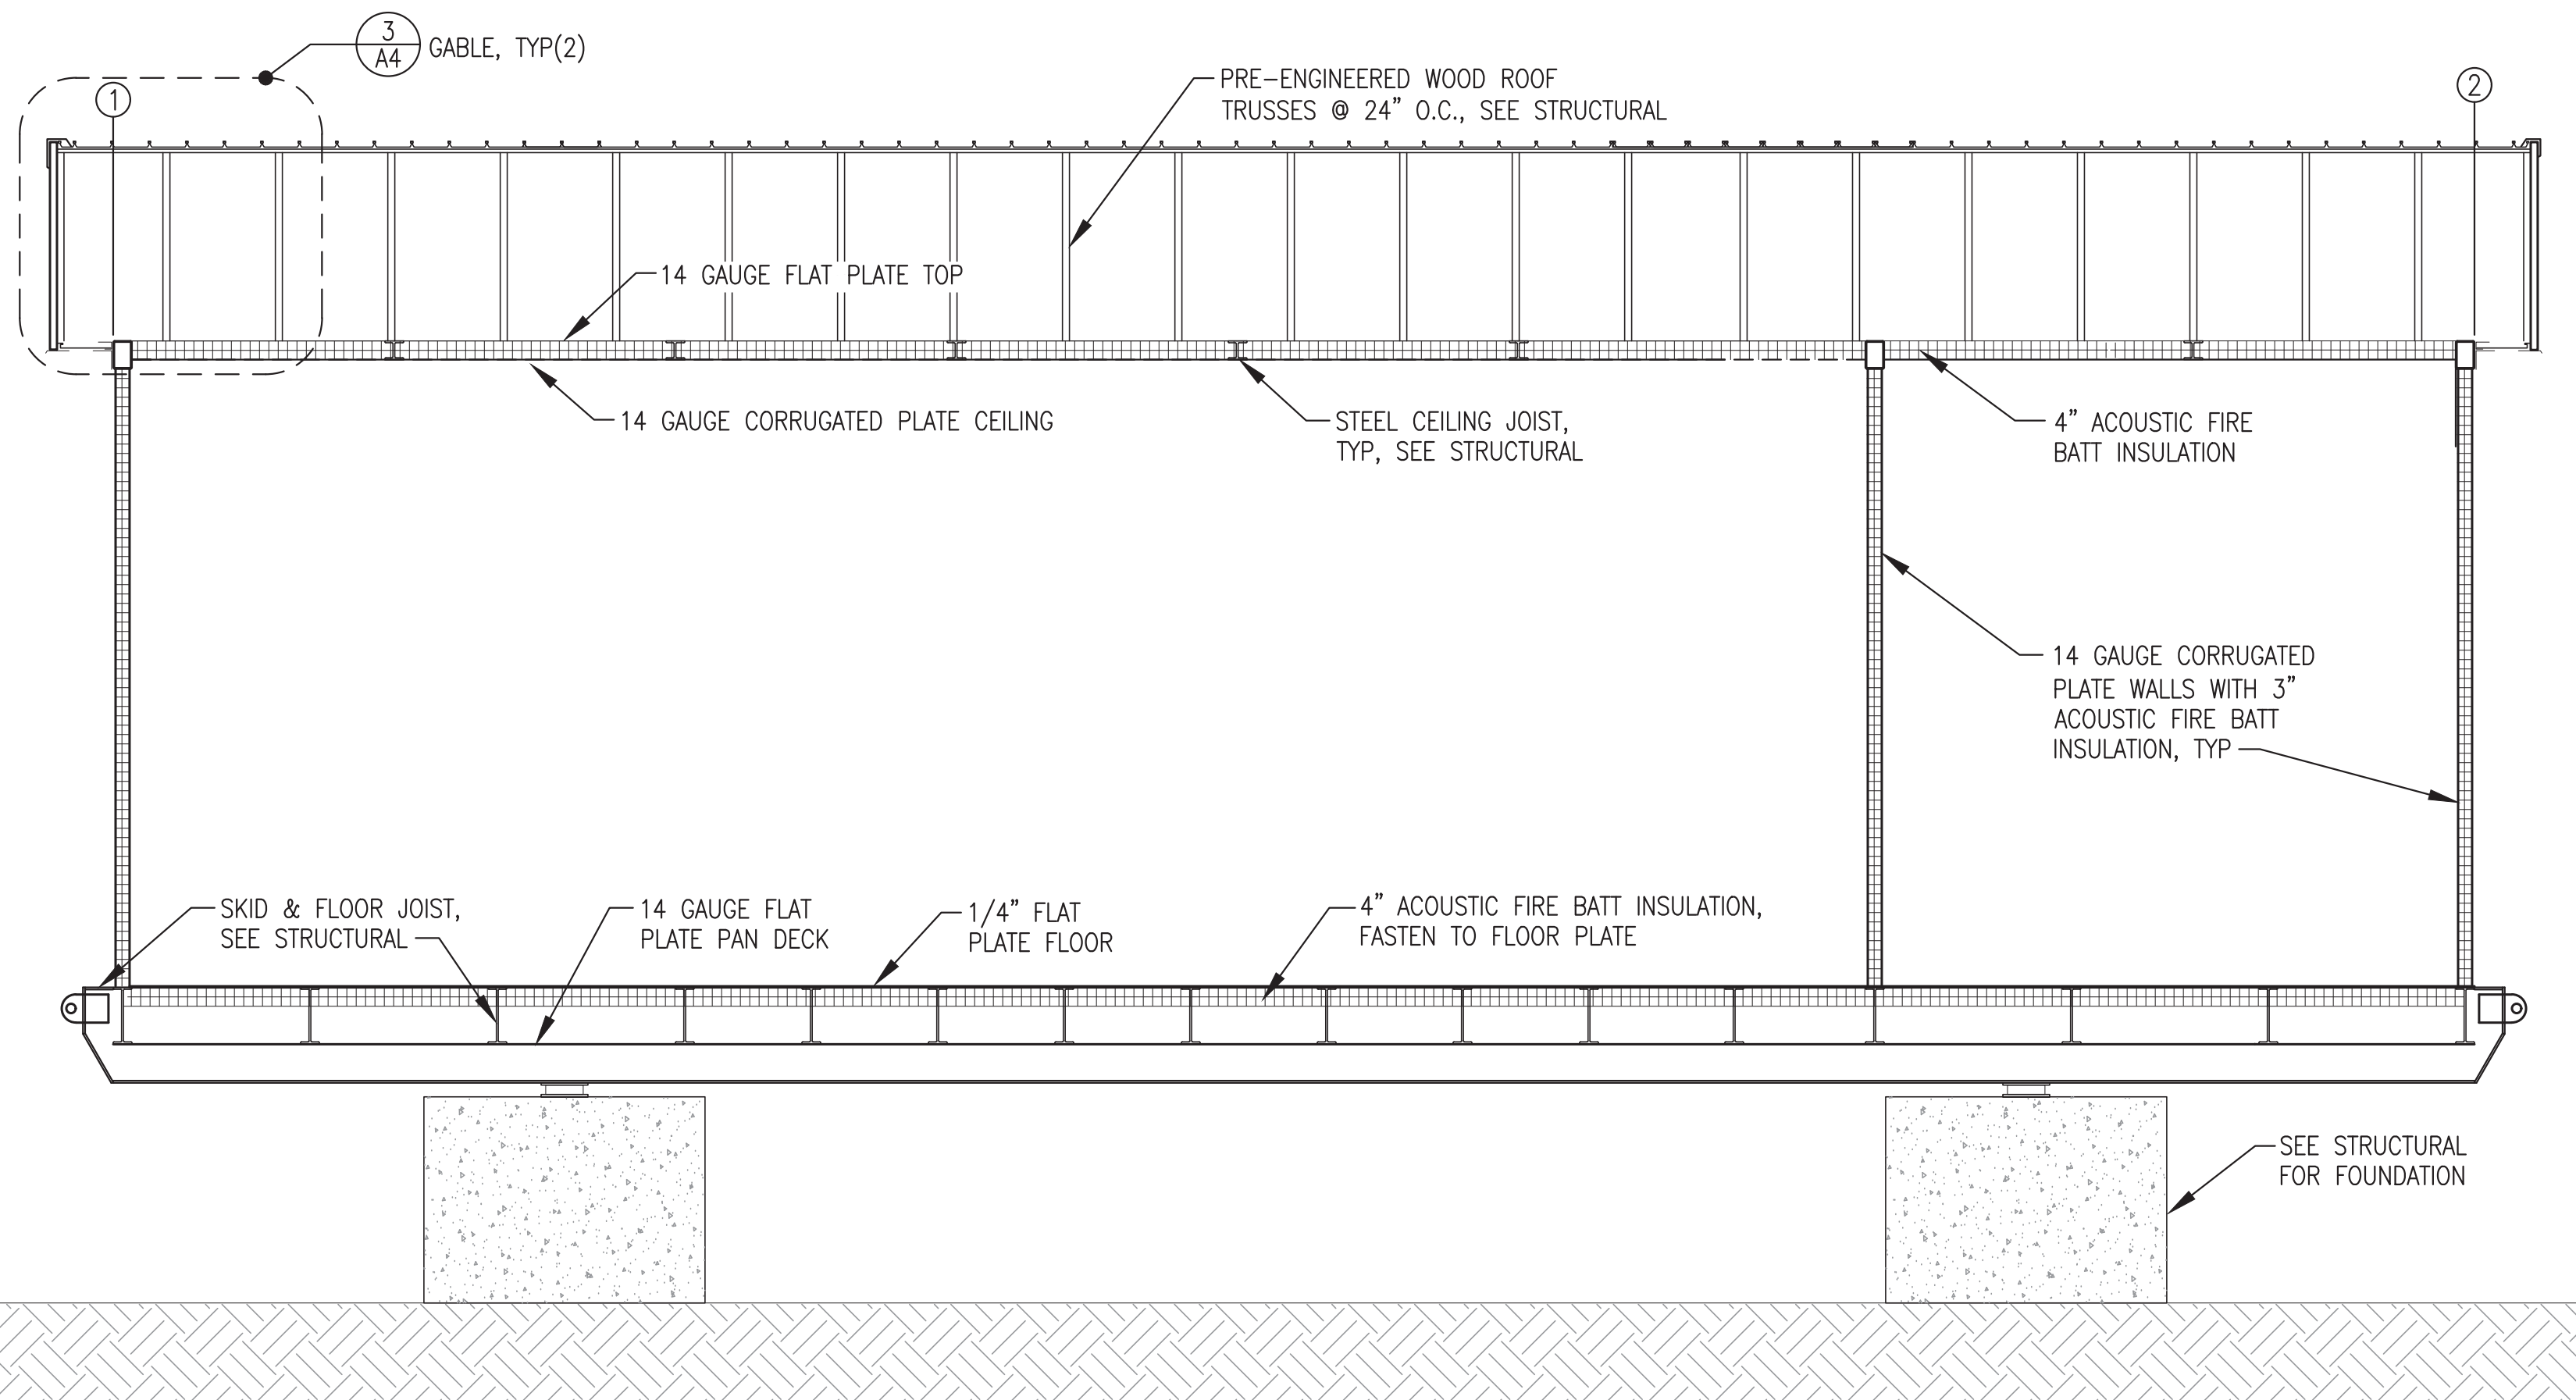 3
A4
GABLE, TYP(2)
1
2
PRE-ENGINEERED WOOD ROOF
TRUSSES @ 24" O.C., SEE STRUCTURAL
14 GAUGE FLAT PLATE TOP
14 GAUGE CORRUGATED PLATE CEILING
STEEL CEILING JOIST,
TYP, SEE STRUCTURAL
4" ACOUSTIC FIRE
BATT INSULATION
14 GAUGE CORRUGATED
PLATE WALLS WITH 3"
ACOUSTIC FIRE BATT
INSULATION, TYP
SKID & FLOOR JOIST,
SEE STRUCTURAL
14 GAUGE FLAT
PLATE PAN DECK
1/4" FLAT
PLATE FLOOR
4" ACOUSTIC FIRE BATT INSULATION,
FASTEN TO FLOOR PLATE
SEE STRUCTURAL
FOR FOUNDATION